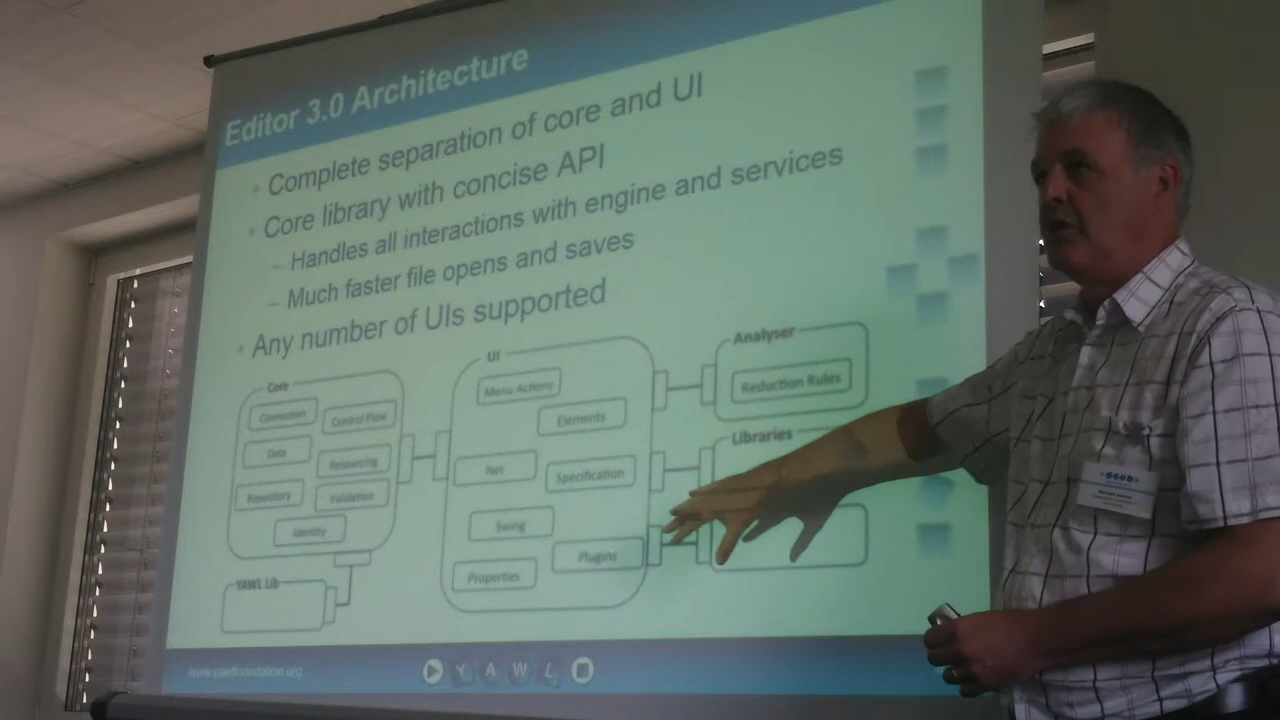 Editor 3.0 Architecture
• Complete separation of core and UI
• Core library with concise API
– Handles all interactions with engine and services
– Much faster file opens and saves
• Any number of UIs supported
Core
Connection
Control Flow
Data
Resourcing
Repository
Validation
Identity
YAWL Lib
UI
Menu Actions
Elements
Net
Specification
Swing
Plugins
Properties
Analyser
Reduction Rules
Libraries
www.yawlfoundation.org
YAWL